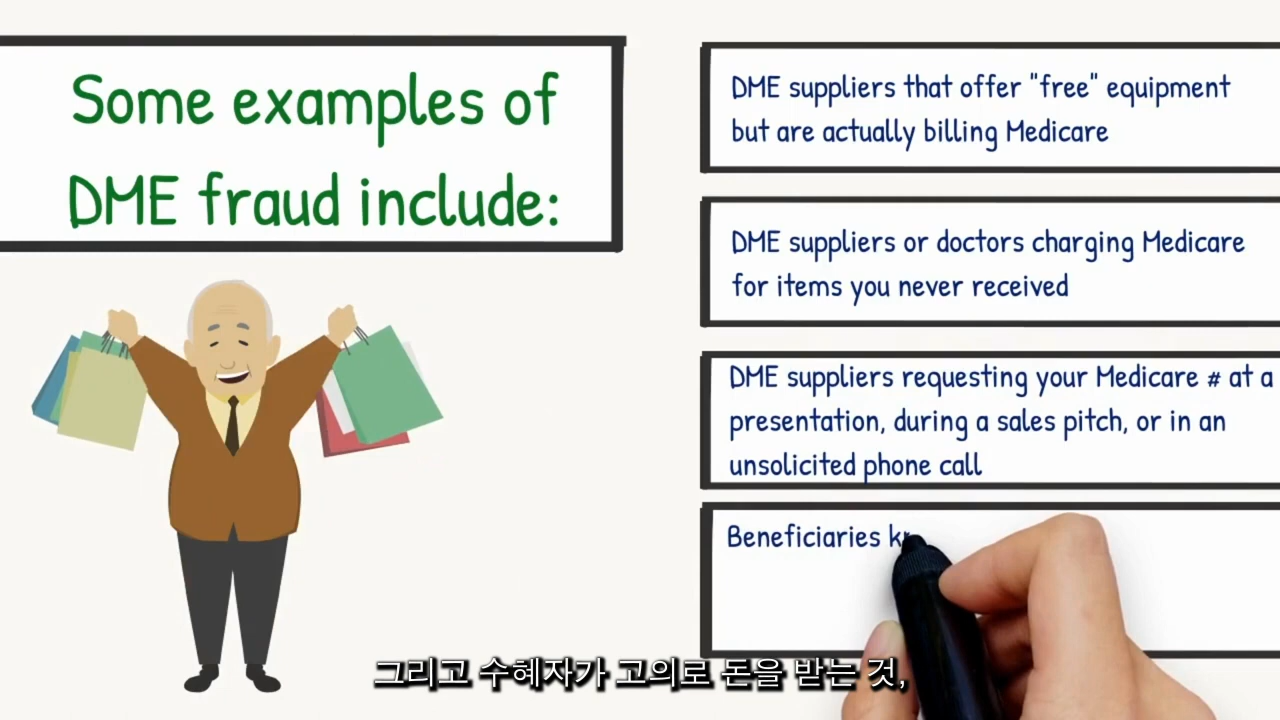 Some examples of
DME fraud include:
DME suppliers that offer "free" equipment
but are actually billing Medicare
DME suppliers or doctors charging Medicare
for items you never received
DME suppliers requesting your Medicare # at a
presentation, during a sales pitch, or in an
unsolicited phone call
Beneficiaries
그리고 수혜자가 고의로 돈을 받는 것,